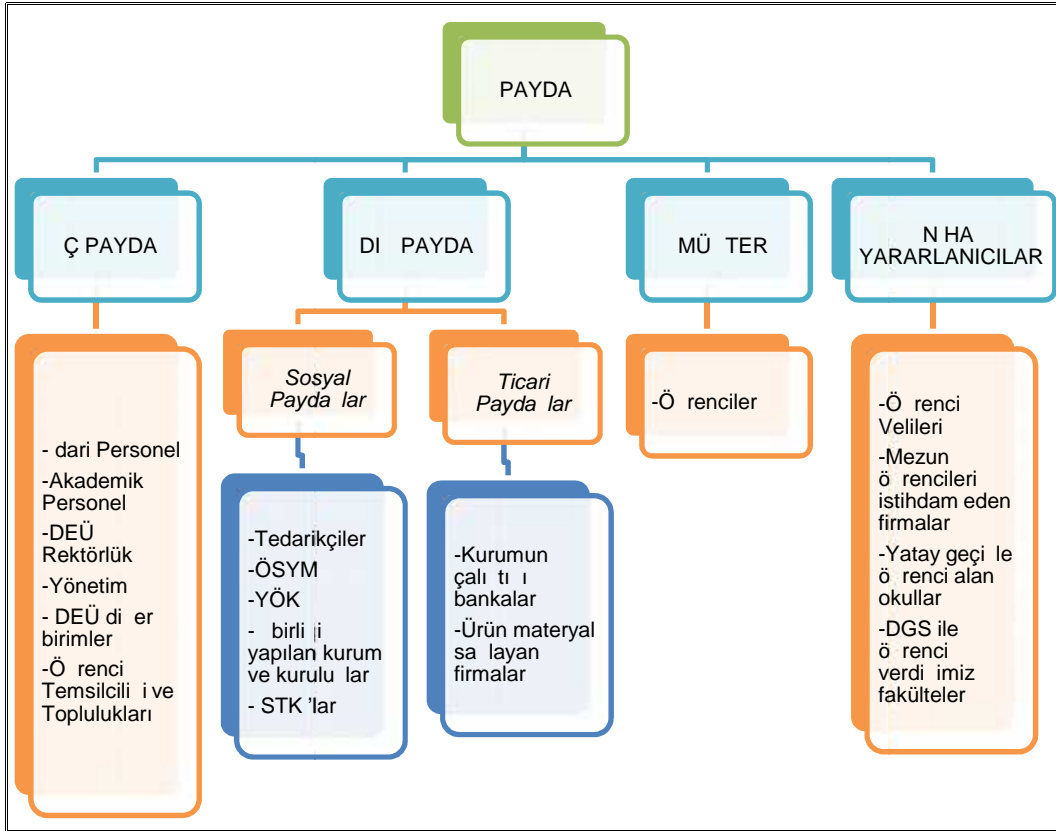 PAYDA
Ç PAYDA
DI PAYDA
MÜ TER
N HA
YARARLANICILAR
- dari Personel
-Akademik
Personel
-DEÜ
Rektörlük
-Yönetim
- DEÜ di er
birimler
-Ö renci
Temsilcili i ve
Toplulukları
Sosyal
Payda lar
-Tedarikçiler
-ÖSYM
-YÖK
- birli i
yapılan kurum
ve kurulu lar
- STK 'lar
Ticari
Payda lar
-Kurumun
çalı tı ı
bankalar
-Ürün materyal
sa layan
firmalar
-Ö renciler
-Ö renci
Velileri
-Mezun
ö rencileri
istihdam eden
firmalar
-Yatay geçi le
ö renci alan
okullar
-DGS ile
ö renci
verdi imiz
fakülteler